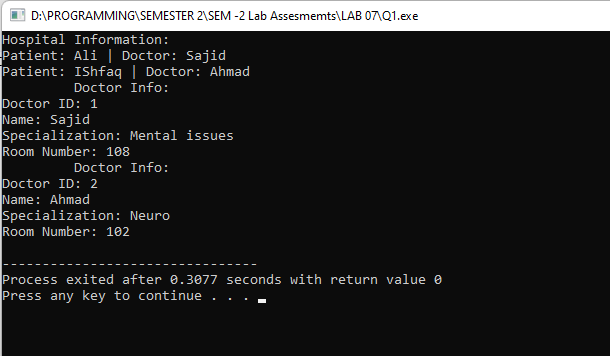 D:\PROGRAMMING\SEMESTER 2\SEM -2 Lab Assesmemts\LAB 07\Q1.exe
Hospital Information:
Patient: Ali | Doctor: Sajid
Patient: IShfaq | Doctor: Ahmad
Doctor Info:
Doctor ID: 1
Name: Sajid
Specialization: Mental issues
Room Number: 108
Doctor Info:
Doctor ID: 2
Name: Ahmad
Specialization: Neuro
Room Number: 102
--------------------------------
Process exited after 0.3077 seconds with return value 0
Press any key to continue . . .